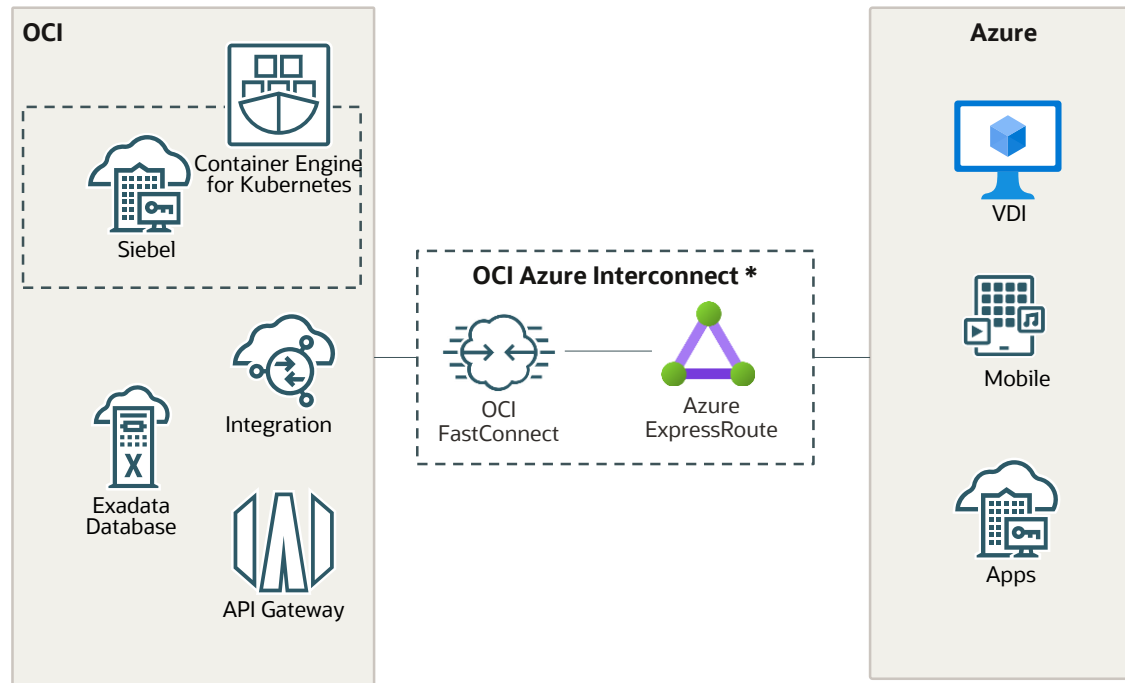 OCI
Container Engine
for Kubernetes
Siebel
Integration
Exadata
Database
X
API Gateway
OCI Azure Interconnect *
OCI
FastConnect
Azure
ExpressRoute
Azure
VDI
Mobile
Apps